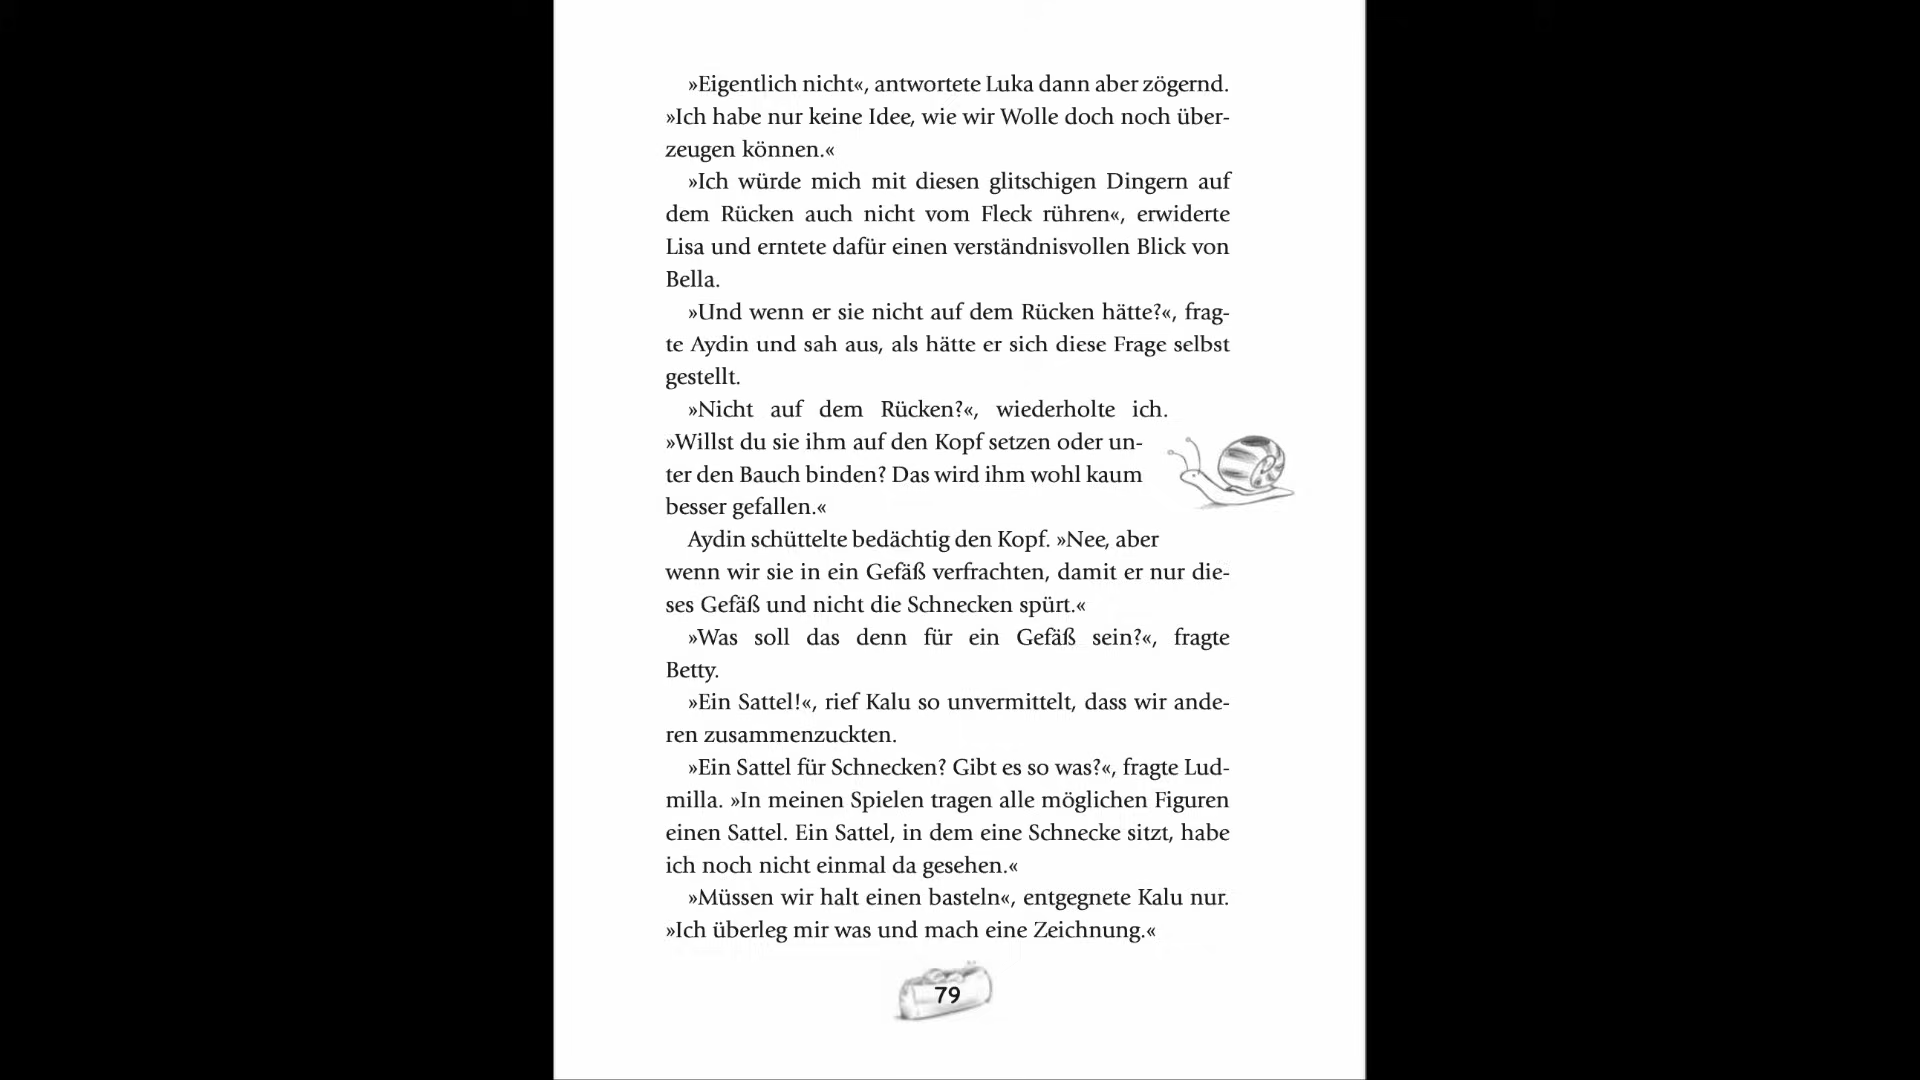 »Eigentlich nicht«, antwortete Luka dann aber zögernd.
»Ich habe nur keine Idee, wie wir Wolle doch noch über-
zeugen können.«
»Ich würde mich mit diesen glitschigen Dingern auf
dem Rücken auch nicht vom Fleck rühren«, erwiderte
Lisa und erntete dafür einen verständnisvollen Blick von
Bella.
»Und wenn er sie nicht auf dem Rücken hätte?«, frag-
te Aydin und sah aus, als hätte er sich diese Frage selbst
gestellt.
»Nicht auf dem Rücken?«, wiederholte ich.
»Willst du sie ihm auf den Kopf setzen oder un-
ter den Bauch binden? Das wird ihm wohl kaum
besser gefallen.«
Aydin schüttelte bedächtig den Kopf. »Nee, aber
wenn wir sie in ein Gefäß verfrachten, damit er nur die-
ses Gefäß und nicht die Schnecken spürt.«
»Was soll das denn für ein Gefäß sein?«, fragte
Betty.
»Ein Sattel!«, rief Kalu so unvermittelt, dass wir ande-
ren zusammenzuckten.
»Ein Sattel für Schnecken? Gibt es so was?«, fragte Lud-
milla. »In meinen Spielen tragen alle möglichen Figuren
einen Sattel. Ein Sattel, in dem eine Schnecke sitzt, habe
ich noch nicht einmal da gesehen.«
»Müssen wir halt einen basteln«, entgegnete Kalu nur.
»Ich überleg mir was und mach eine Zeichnung.«
79